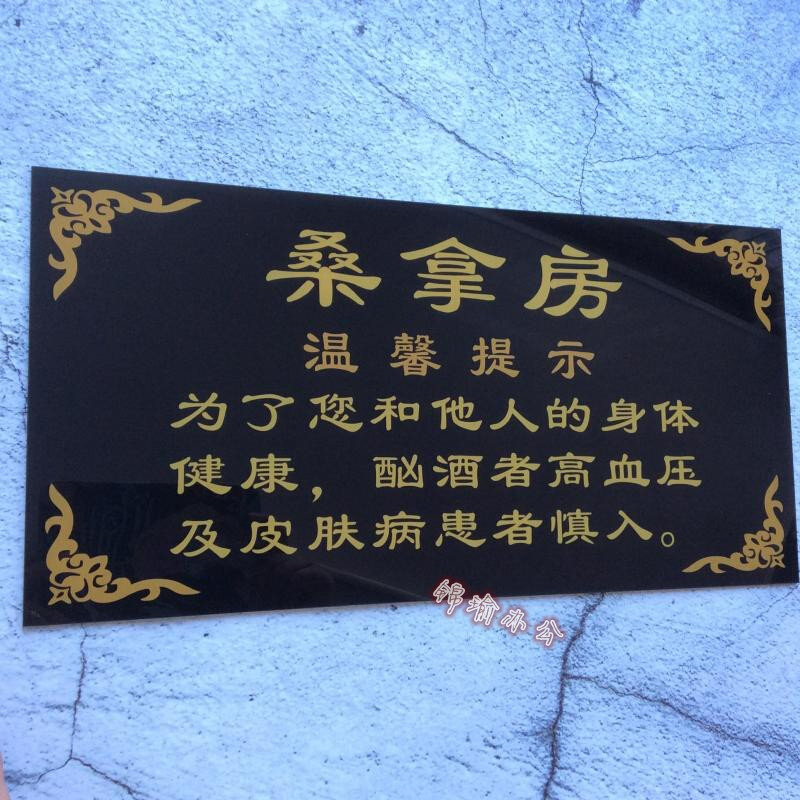 桑拿房
温馨提示
为了您和他人的身体
健康，酗酒者高血压
及皮肤病患者慎入。
锦瑜办公